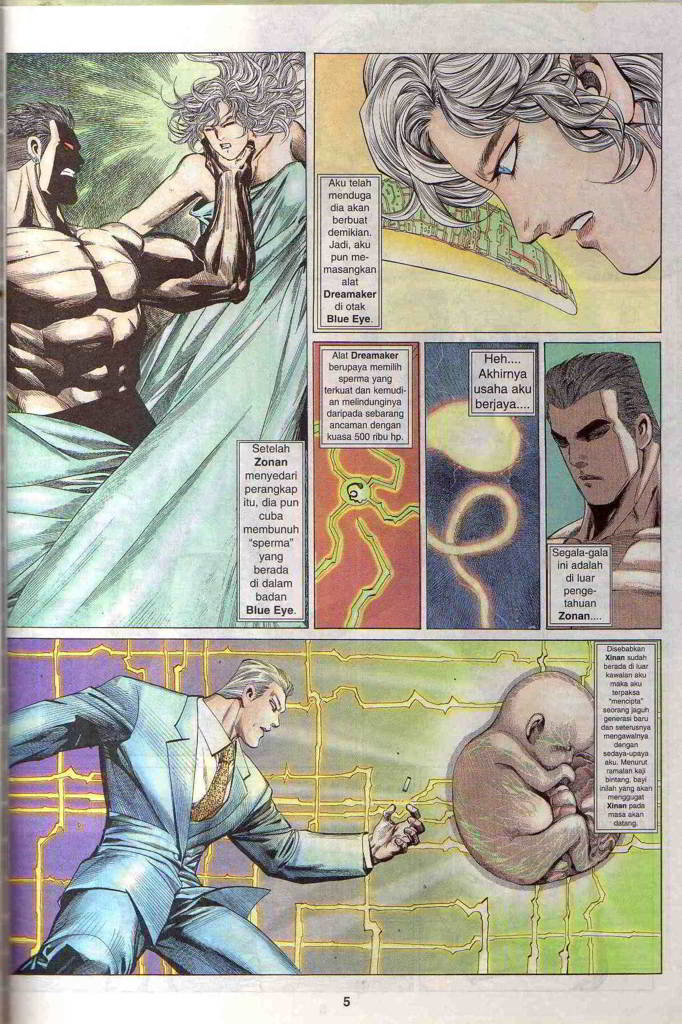 Setelah
Zonan
menyedari
perangkap
itu, dia pun
cuba
membunuh
“sperma”
yang
berada
di dalam
badan
Blue Eye.
Aku telah
menduga
dia akan
berbuat
demikian.
Jadi, aku
pun me-
masangkan
alat
Dreamaker
di otak
Blue Eye.
Alat Dreamaker
berupaya memilih
sperma yang
terkuat dan kemudi-
an melindunginya
daripada sebarang
ancaman dengan
kuasa 500 ribu hp.
Heh....
Akhirnya
usaha aku
berjaya....
Segala-gala
ini adalah
di luar
penge-
tahuan
Zonan....
Disebabkan
Xinan sudah
berada di luar
kawalan aku
maka aku
terpaksa
“mencipta”
seorang jaguh
generasi baru
dan seterusnya
mengawalnya
dengan
sedaya-upaya
aku. Menurut
ramalan kaji
bintang, bayi
inilah yang akan
menggugat
Xinan pada
masa akan
datang.
5